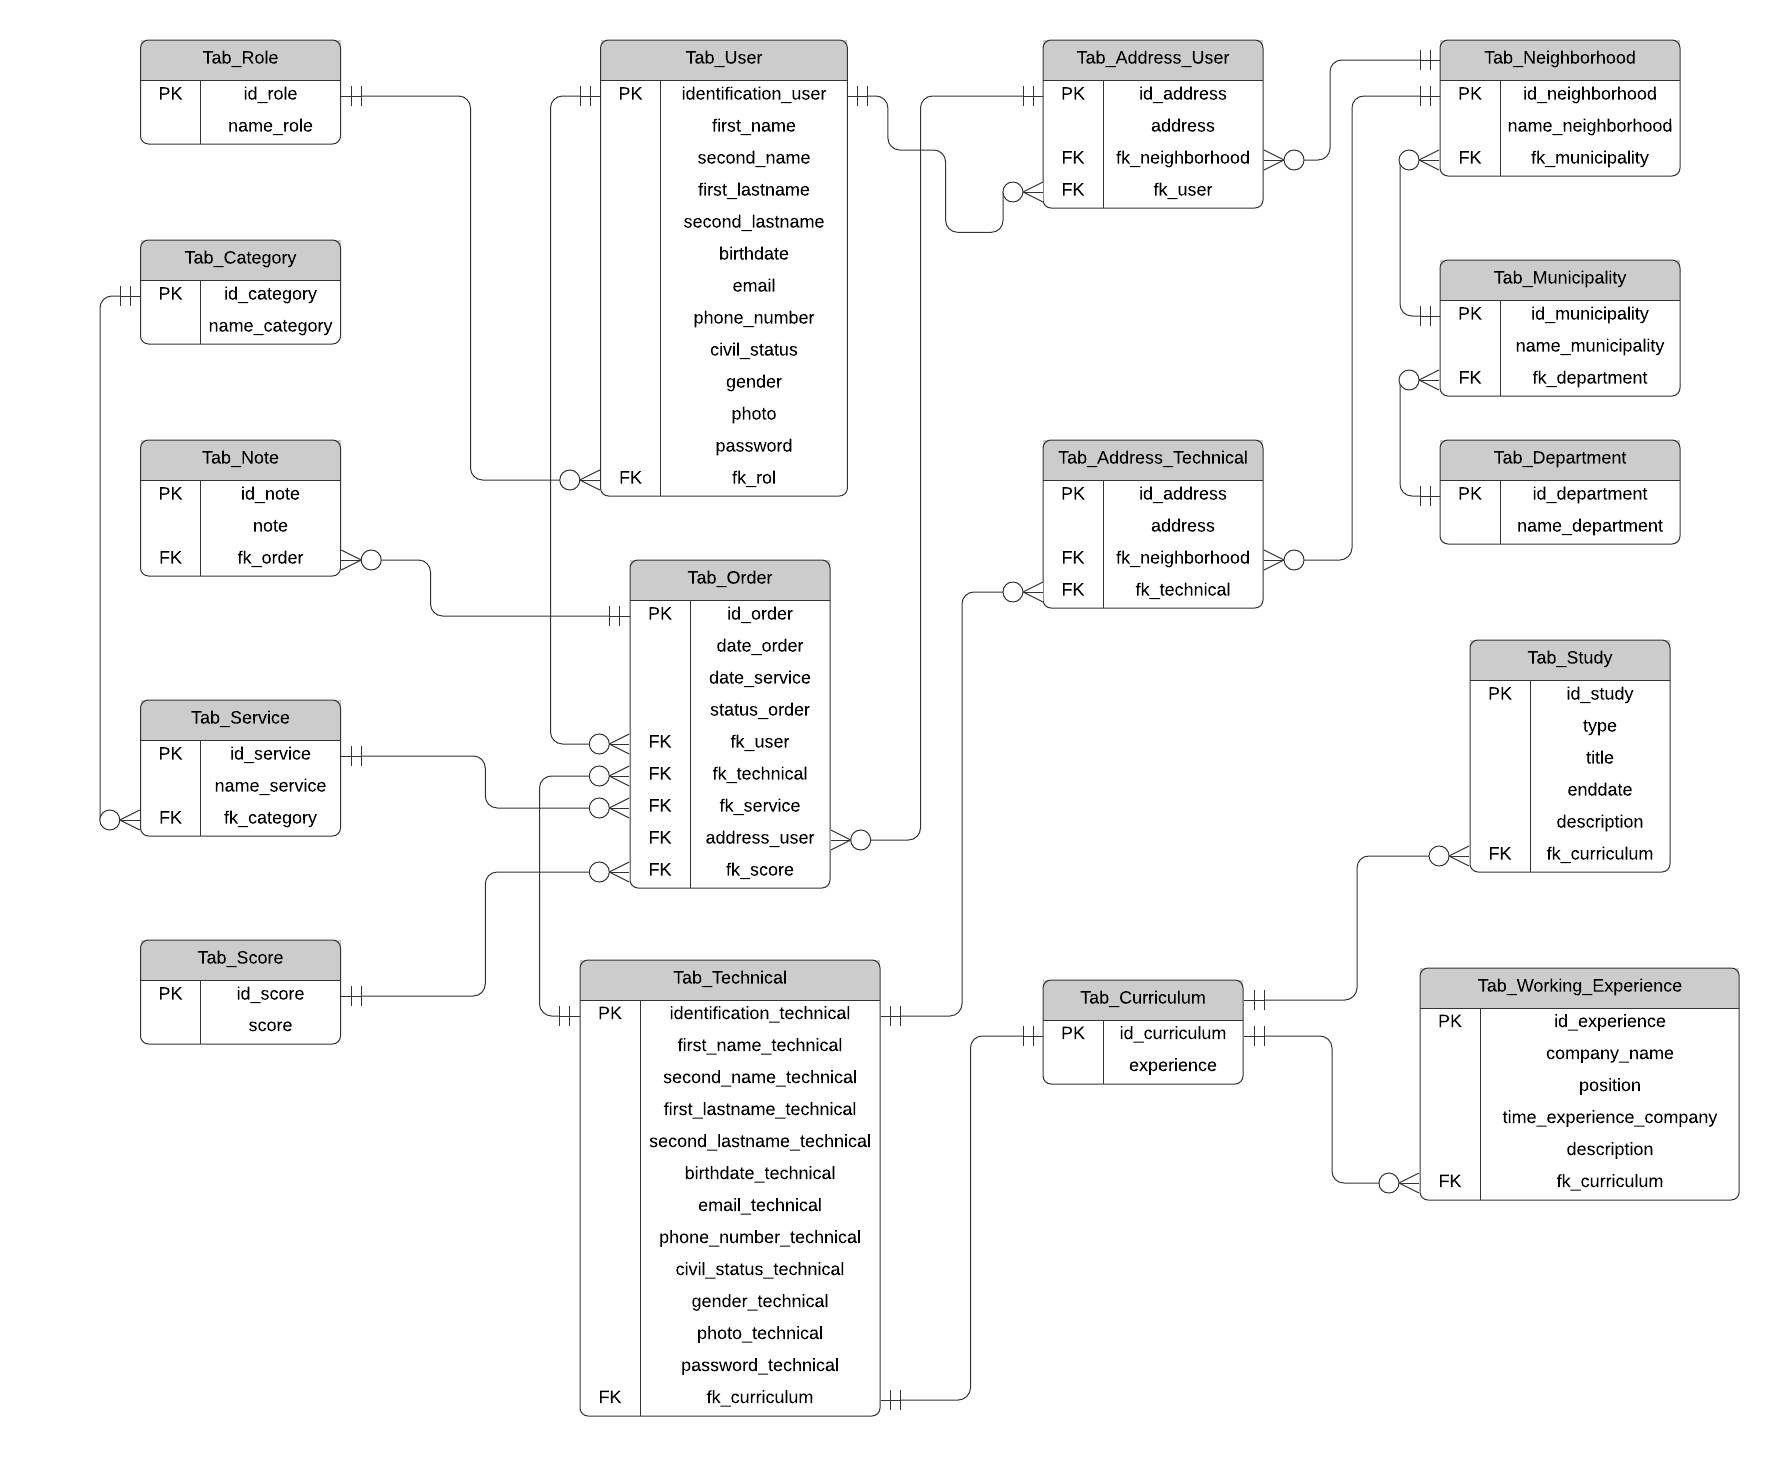 Tab_Role
PK id_role
name_role
Tab_Category
PK id_category
name_category
Tab_Note
PK id_note
note
FK fk_order
Tab_Service
PK id_service
name_service
FK fk_category
Tab_Score
PK id_score
score
Tab_User
PK identification_user
first_name
second_name
first_lastname
second_lastname
birthdate
email
phone_number
civil_status
gender
photo
password
FK fk_rol
Tab_Order
PK id_order
date_order
date_service
status_order
FK fk_user
FK fk_technical
FK fk_service
FK address_user
FK fk_score
Tab_Technical
PK identification_technical
first_name_technical
second_name_technical
first_lastname_technical
second_lastname_technical
birthdate_technical
email_technical
phone_number_technical
civil_status_technical
gender_technical
photo_technical
password_technical
FK fk_curriculum
Tab_Address_User
PK id_address
address
FK fk_neighborhood
FK fk_user
Tab_Address_Technical
PK id_address
address
FK fk_neighborhood
FK fk_technical
Tab_Curriculum
PK id_curriculum
experience
Tab_Neighborhood
PK id_neighborhood
name_neighborhood
FK fk_municipality
Tab_Municipality
PK id_municipality
name_municipality
FK fk_department
Tab_Department
PK id_department
name_department
Tab_Study
PK id_study
type
title
enddate
description
FK fk_curriculum
Tab_Working_Experience
PK id_experience
company_name
position
time_experience_company
description
FK fk_curriculum